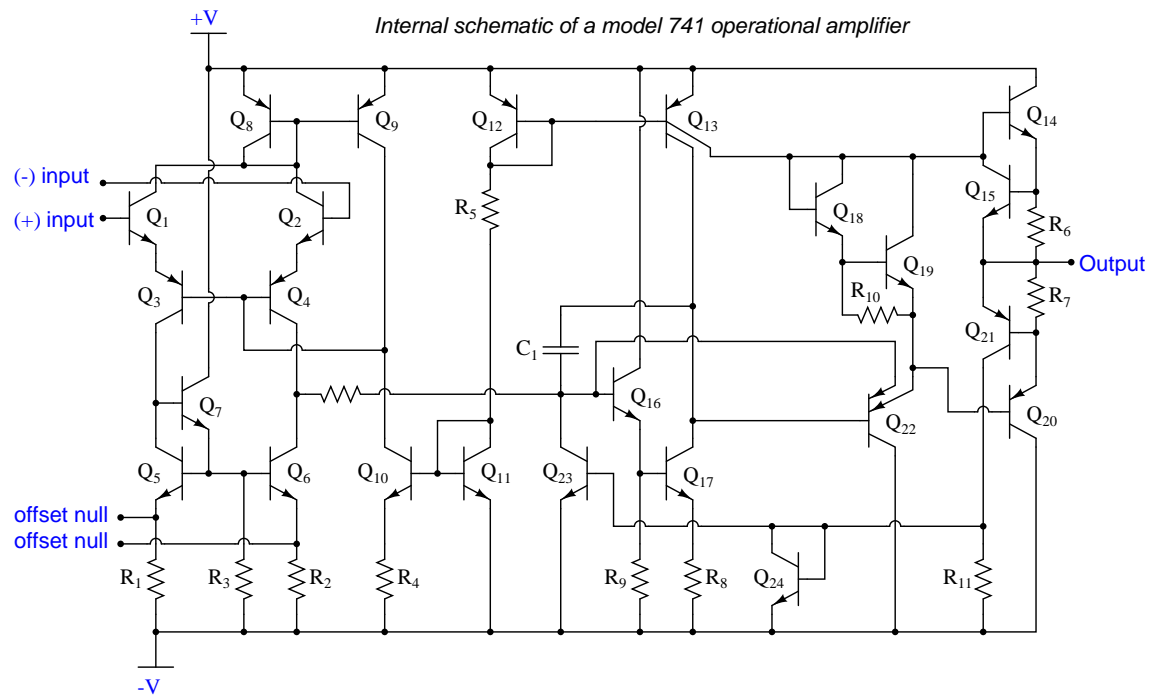 Internal schematic of a model 741 operational amplifier
+V
Q8
Q9
Q12
Q13
Q14
(-) input
(+) input
Q1
Q2
R5
Q15
Q18
R6
Output
Q3
Q4
Q19
R10
R7
Q21
C1
Q7
Q16
Q22
Q20
Q5
Q6
Q10
Q11
Q23
Q17
offset null
offset null
R1
R3
R2
R4
R9
R8
Q24
R11
-V